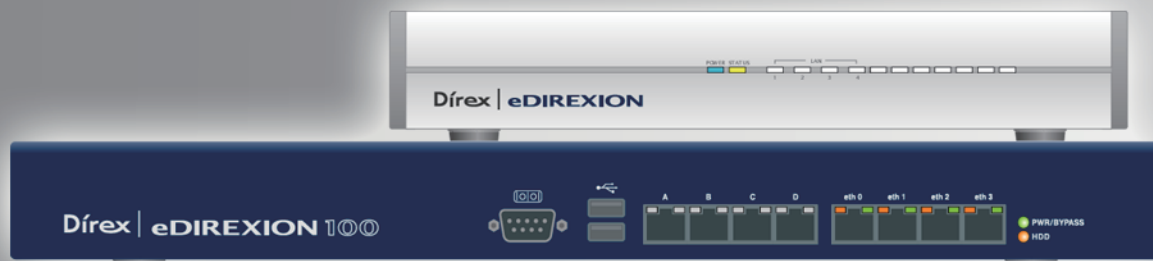 POWER STATUS LAN
1 2 3 4
Dírex | eDIREXION
A B C D eth 0 eth 1 eth 2 eth 3
Dírex | eDIREXION 100
PWR/BYPASS
HDD